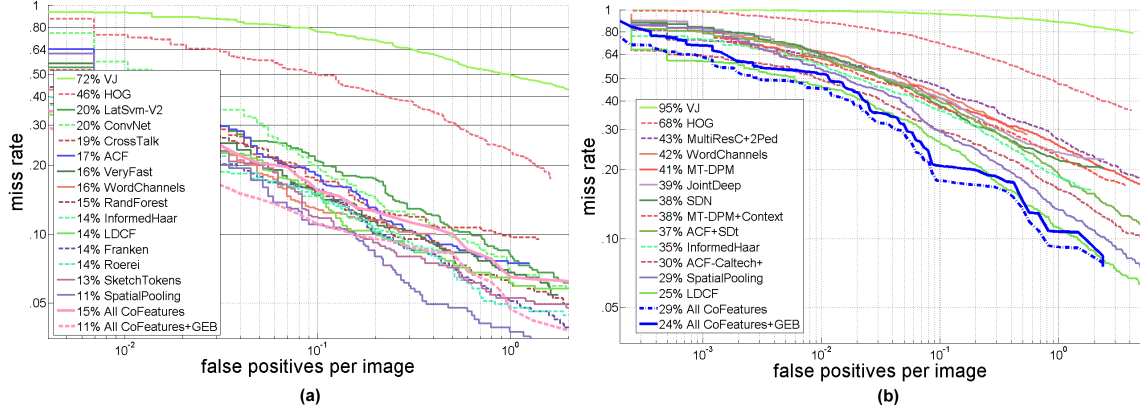 1
.80
.64
.50
.40
.30
.20
.10
.05
miss rate
72% VJ
46% HOG
20% LatSvm-V2
20% ConvNet
19% CrossTalk
17% ACF
16% VeryFast
16% WordChannels
15% RandForest
14% InformedHaar
14% LDCF
14% Franken
14% Roerei
13% SketchTokens
11% SpatialPooling
15% All CoFeatures
11% All CoFeatures+GEB
10-2 10-1 100
false positives per image
(a)
1
.80
.64
.50
.40
.30
.20
.10
.05
miss rate
95% VJ
68% HOG
43% MultiResC+2Ped
42% WordChannels
41% MT-DPM
39% JointDeep
38% SDN
38% MT-DPM+Context
37% ACF+SDt
35% InformedHaar
30% ACF-Caltech+
29% SpatialPooling
25% LDCF
29% All CoFeatures
24% All CoFeatures+GEB
10-3 10-2 10-1 100
false positives per image
(b)